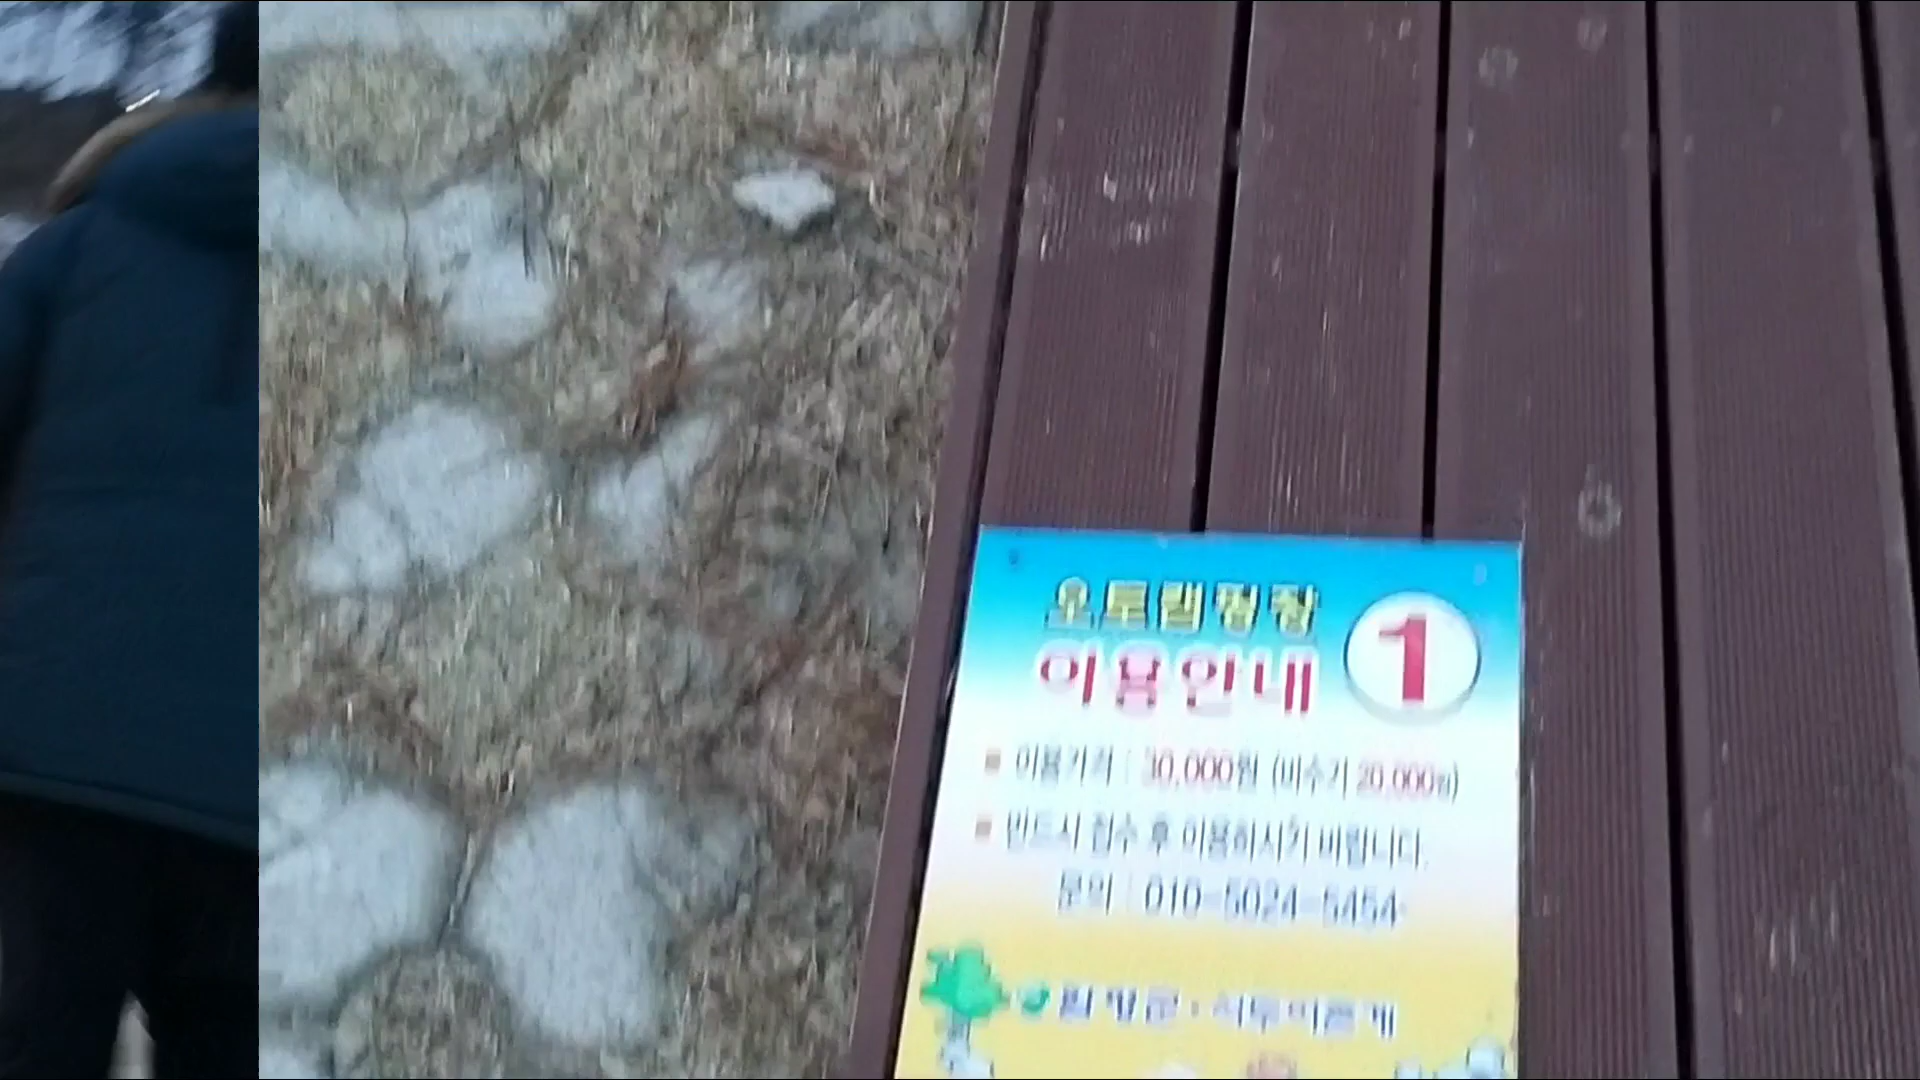 오토캠핑장
이용안내
1
이용가격 : 30,000원 (비수기 20,000원)
반드시 접수 후 이용하시기 바랍니다.
문의 : 010-5024-5454